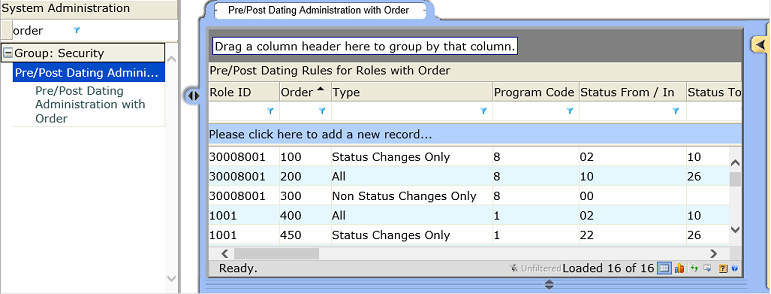 System Administration
order
Group: Security
Pre/Post Dating Admini...
Pre/Post Dating
Administration with
Order
Pre/Post Dating Administration with Order
Drag a column header here to group by that column.
Pre/Post Dating Rules for Roles with Order
Role ID Order Type Program Code Status From / In Status To
Please click here to add a new record...
30008001 100 Status Changes Only 8 02 10
30008001 200 All 8 10 26
30008001 300 Non Status Changes Only 8 00
1001 400 All 1 02 10
1001 450 Status Changes Only 1 22 26
Ready. Unfiltered Loaded 16 of 16